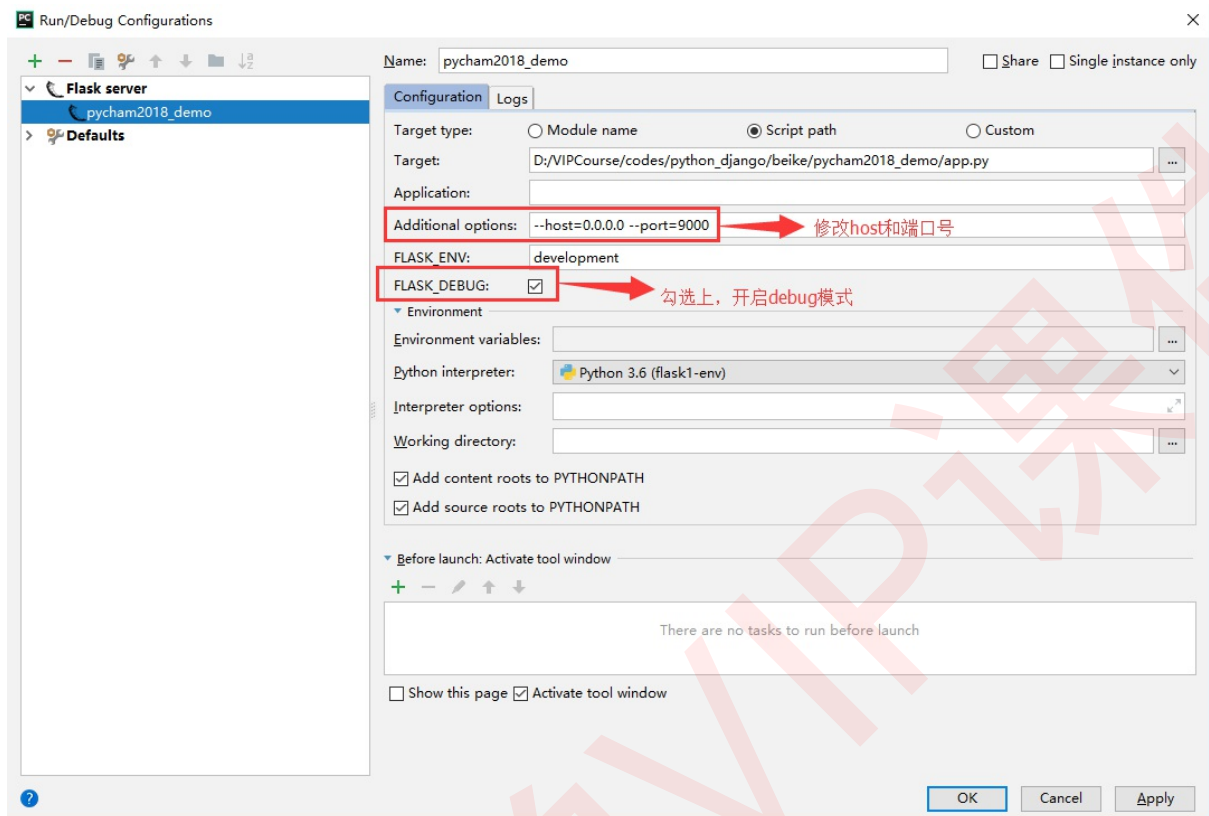 PC Run/Debug Configurations
Name: pycham2018_demo Share Single instance only
Flask server
pycham2018_demo
Defaults
Configuration Logs
Target type: Module name Script path Custom
Target: D:/VIPCourse/codes/python_django/beike/pycham2018_demo/app.py ...
Application:
Additional options: --host=0.0.0.0 --port=9000 修改host和端口号
FLASK_ENV: development
FLASK_DEBUG: 勾选上，开启debug模式
Environment
Environment variables: ...
Python interpreter: Python 3.6 (flask1-env)
Interpreter options:
Working directory: ...
Add content roots to PYTHONPATH
Add source roots to PYTHONPATH
Before launch: Activate tool window
There are no tasks to run before launch
Show this page Activate tool window
? OK Cancel Apply
VIP课